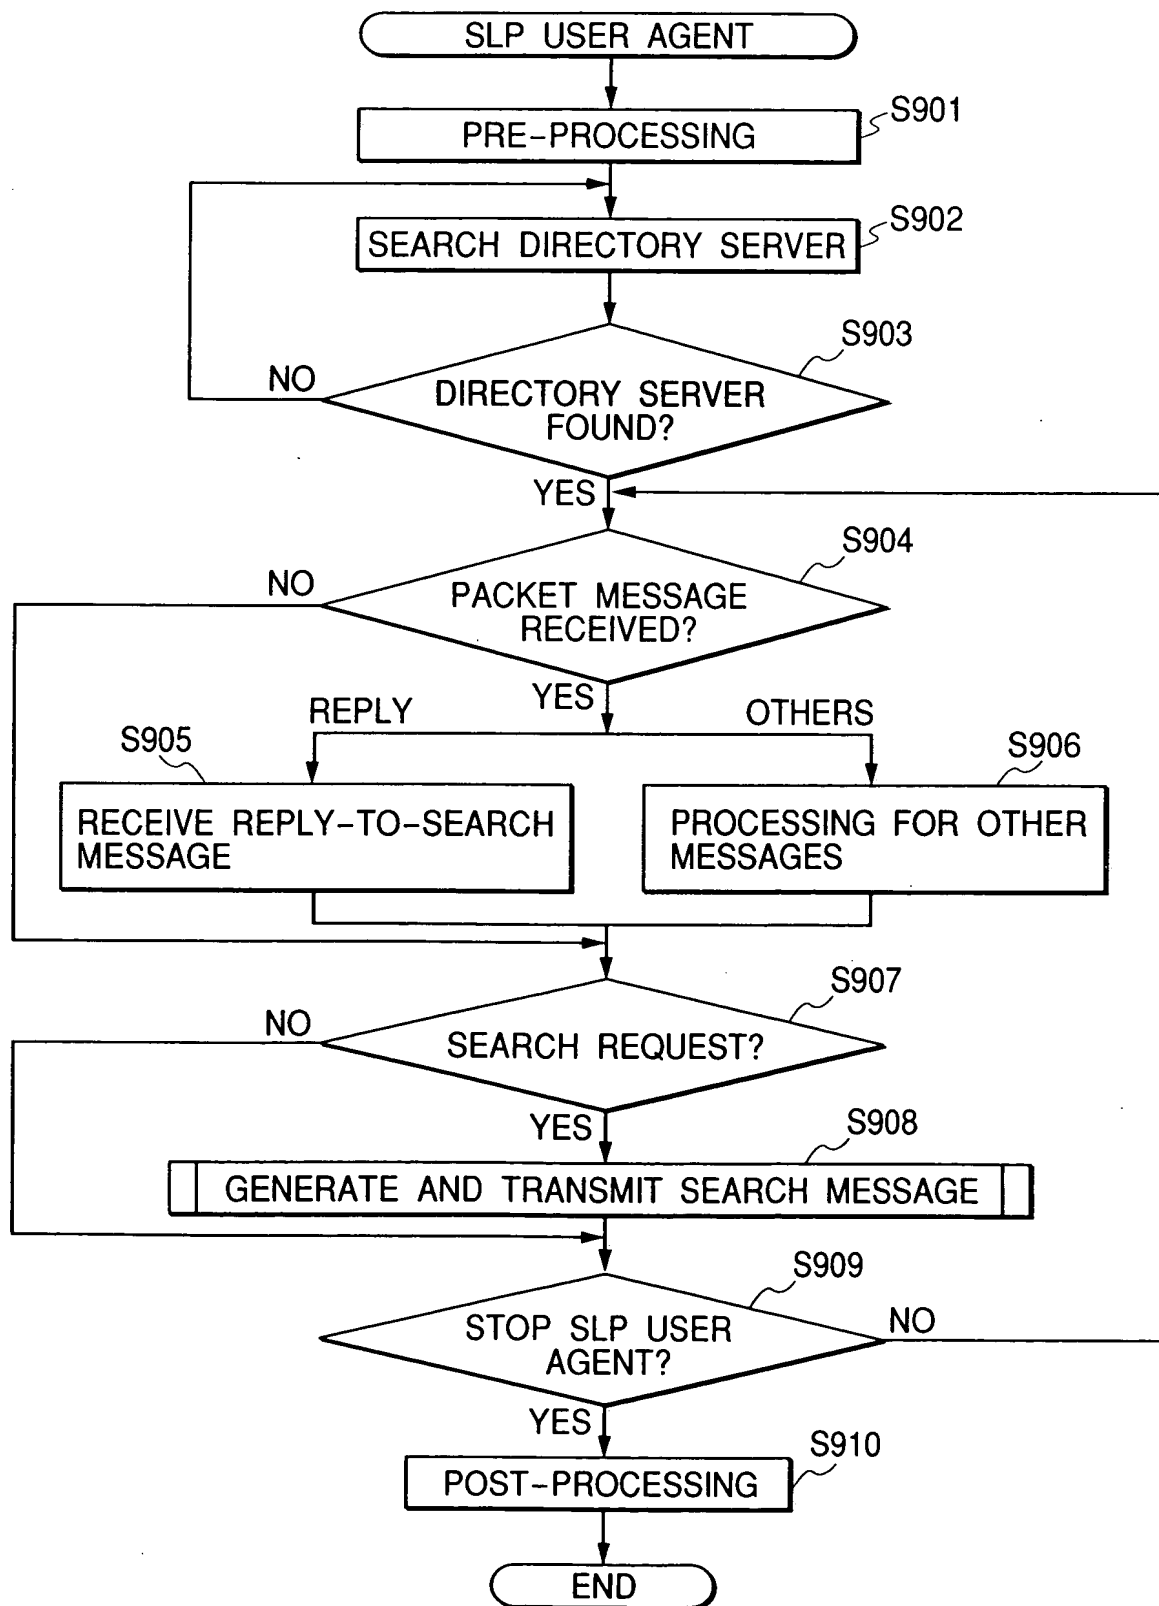 SLP USER AGENT
S901
PRE-PROCESSING
S902
SEARCH DIRECTORY SERVER
S903
NO
DIRECTORY SERVER
FOUND?
YES
S904
NO
PACKET MESSAGE
RECEIVED?
YES
REPLY
OTHERS
S905
S906
RECEIVE REPLY-TO-SEARCH
MESSAGE
PROCESSING FOR OTHER
MESSAGES
S907
NO
SEARCH REQUEST?
YES
S908
GENERATE AND TRANSMIT SEARCH MESSAGE
S909
STOP SLP USER
AGENT?
NO
YES
S910
POST-PROCESSING
END